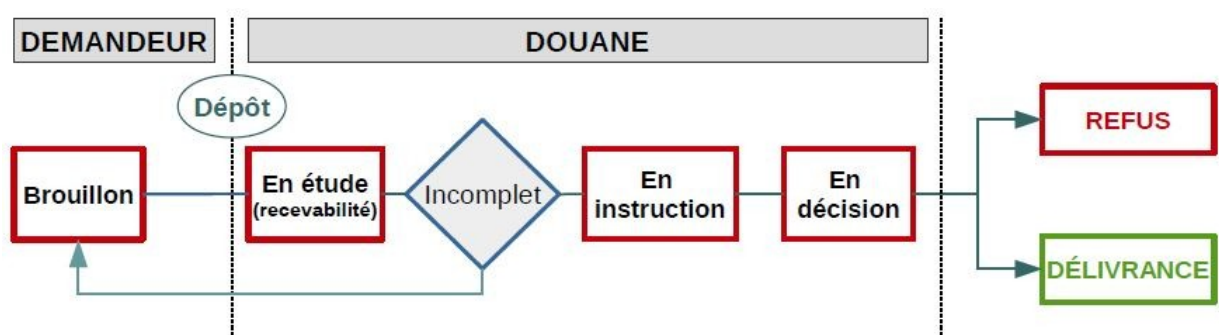 DEMANDEUR
DOUANE
Dépôt
Brouillon
En étude
(recevabilité)
Incomplet
En
instruction
En
décision
REFUS
DÉLIVRANCE